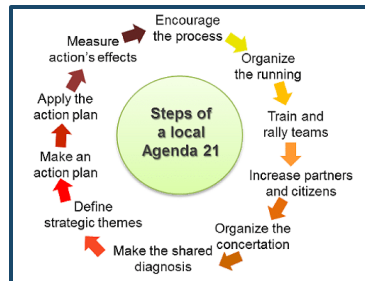 Encourage
the process
Organize
the running
Train and
rally teams
Increase partners
and citizens
Organize the
concertation
Make the shared
diagnosis
Define
strategic themes
Make an
action plan
Apply the
action plan
Measure
action's effects
Steps of
a local
Agenda 21